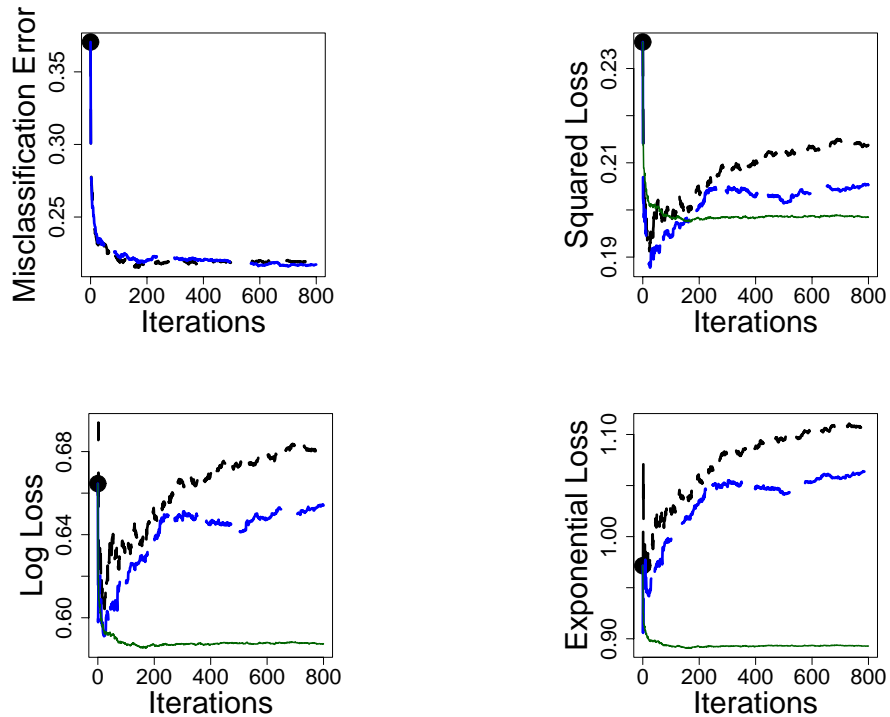 Misclassification Error
0.35
0.30
0.25
0 200 400 600 800
Iterations
Squared Loss
0.23
0.21
0.19
0 200 400 600 800
Iterations
Log Loss
0.68
0.64
0.60
0 200 400 600 800
Iterations
Exponential Loss
1.10
1.00
0.90
0 200 400 600 800
Iterations